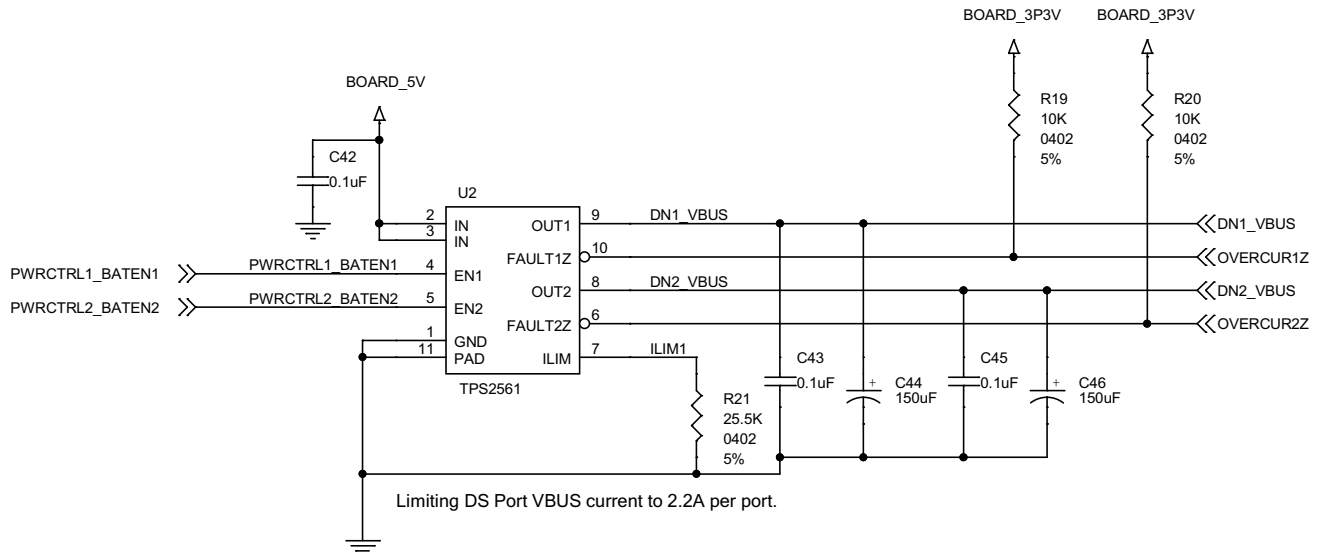 BOARD_3P3V
BOARD_3P3V
BOARD_5V
R19
10K
0402
5%
R20
10K
0402
5%
C42
0.1uF
U2
2
IN
3
IN
PWRCTRL1_BATEN1
PWRCTRL1_BATEN1
4
EN1
PWRCTRL2_BATEN2
PWRCTRL2_BATEN2
5
EN2
1
GND
11
PAD
OUT1
9
DN1_VBUS
DN1_VBUS
FAULT1Z
10
OVERCUR1Z
OUT2
8
DN2_VBUS
DN2_VBUS
FAULT2Z
6
OVERCUR2Z
ILIM
7
ILIM1
TPS2561
R21
25.5K
0402
5%
C43
0.1uF
+
C44
150uF
C45
0.1uF
+
C46
150uF
Limiting DS Port VBUS current to 2.2A per port.